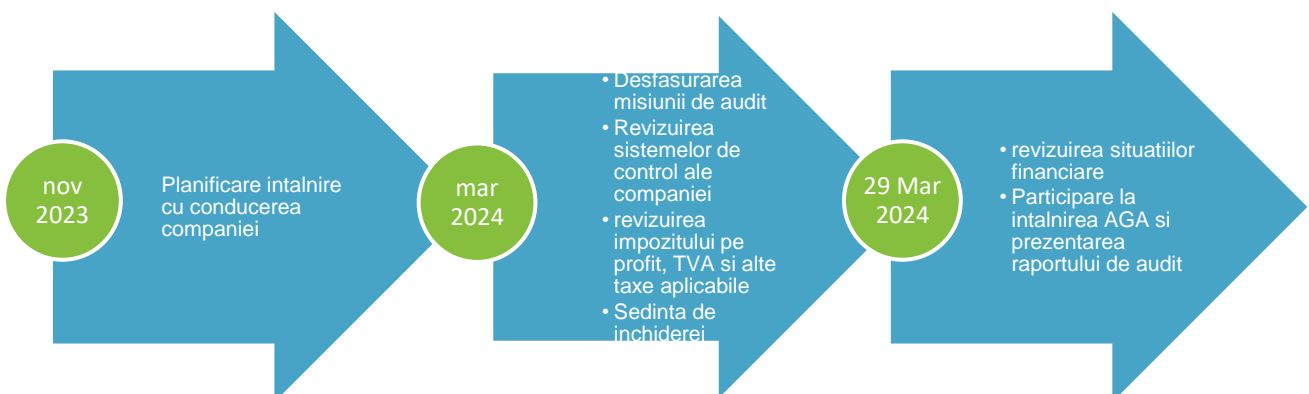 nov
2023
Planificare intalnire
cu conducerea
companiei
mar
2024
• Desfasurarea
misiunii de audit
• Revizuirea
sistemelor de
control ale
companiei
• revizuirea
impozitului pe
profit, TVA si alte
taxe aplicabile
• Sedinta de
inchiderei
29 Mar
2024
• revizuirea situatiilor
financiare
• Participare la
intalnirea AGA si
prezentarea
raportului de audit